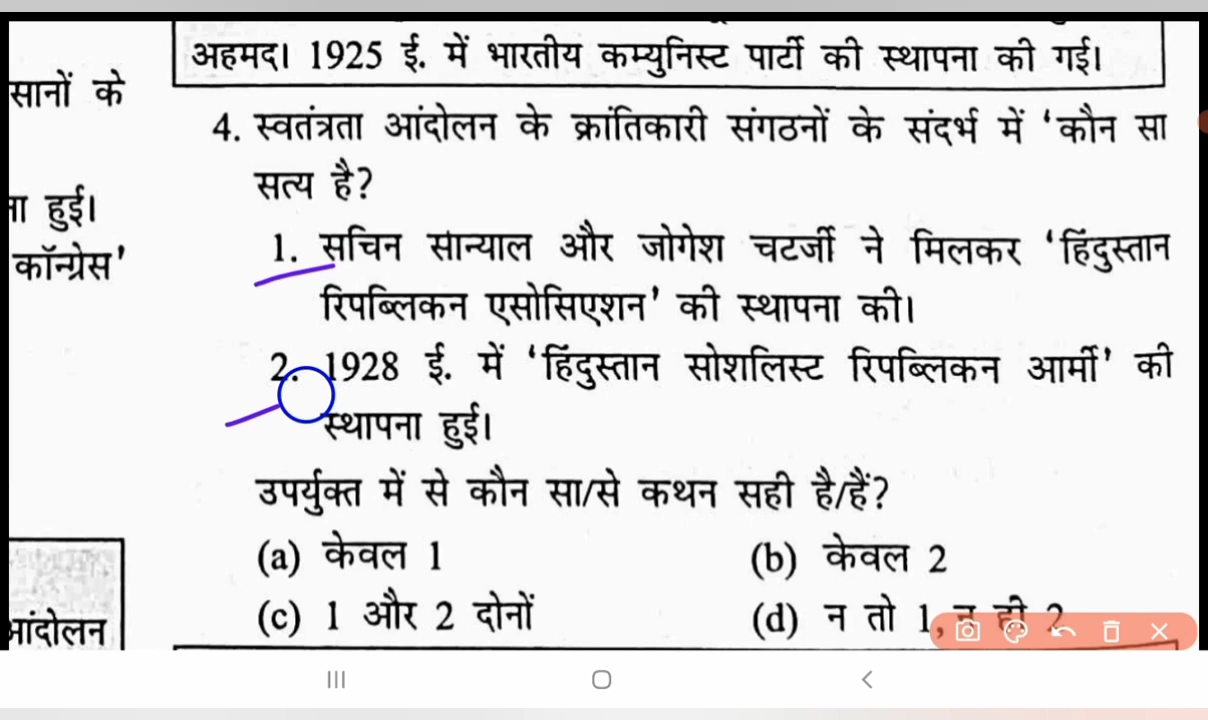 अहमद। 1925 ई. में भारतीय कम्युनिस्ट पार्टी की स्थापना की गई।
सानों के
4. स्वतंत्रता आंदोलन के क्रांतिकारी संगठनों के संदर्भ में ‘कौन सा
सत्य है?
ना हुई।
1. सचिन सान्याल और जोगेश चटर्जी ने मिलकर ‘हिंदुस्तान
कॉन्ग्रेस’
रिपब्लिकन एसोसिएशन’ की स्थापना की।
2. 1928 ई. में ‘हिंदुस्तान सोशलिस्ट रिपब्लिकन आर्मी’ की
स्थापना हुई।
उपर्युक्त में से कौन सा/से कथन सही है/हैं?
(a) केवल 1 (b) केवल 2
(c) 1 और 2 दोनों (d) न तो 1, न ही 2
आंदोलन